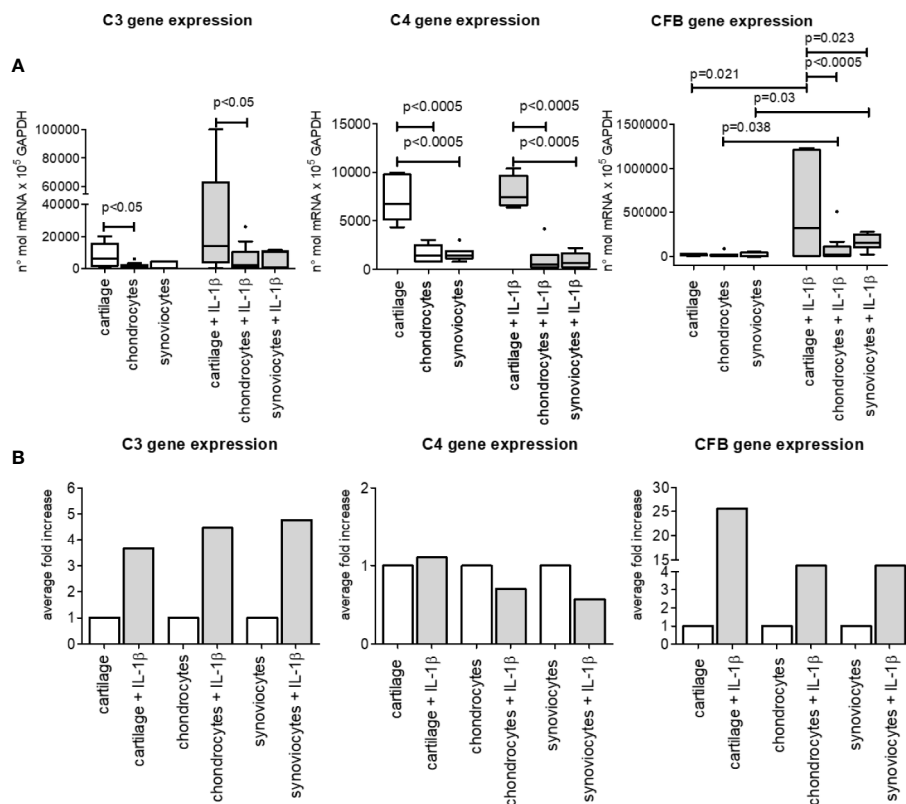 C3 gene expression
C4 gene expression
CFB gene expression
A
n° mol mRNA x 10⁵ GAPDH
100000
80000
60000
40000
40000
20000
0
p<0.05
p<0.05
cartilage
chondrocytes
synoviocytes
cartilage + IL-1β
chondrocytes + IL-1β
synoviocytes + IL-1β
n° mol mRNA x 10⁵ GAPDH
15000
10000
5000
0
p<0.0005
p<0.0005
p<0.0005
p<0.0005
cartilage
chondrocytes
synoviocytes
cartilage + IL-1β
chondrocytes + IL-1β
synoviocytes + IL-1β
n° mol mRNA x 10⁵ GAPDH
1500000
1000000
500000
0
p=0.023
p<0.0005
p=0.021
p=0.03
p=0.038
cartilage
chondrocytes
synoviocytes
cartilage + IL-1β
chondrocytes + IL-1β
synoviocytes + IL-1β
B
C3 gene expression
C4 gene expression
CFB gene expression
average fold increase
6
5
4
3
2
1
0
cartilage
cartilage + IL-1β
chondrocytes
chondrocytes + IL-1β
synoviocytes
synoviocytes + IL-1β
average fold increase
2
1
0
cartilage
cartilage + IL-1β
chondrocytes
chondrocytes + IL-1β
synoviocytes
synoviocytes + IL-1β
average fold increase
30
25
20
15
4
3
2
1
0
cartilage
cartilage + IL-1β
chondrocytes
chondrocytes + IL-1β
synoviocytes
synoviocytes + IL-1β